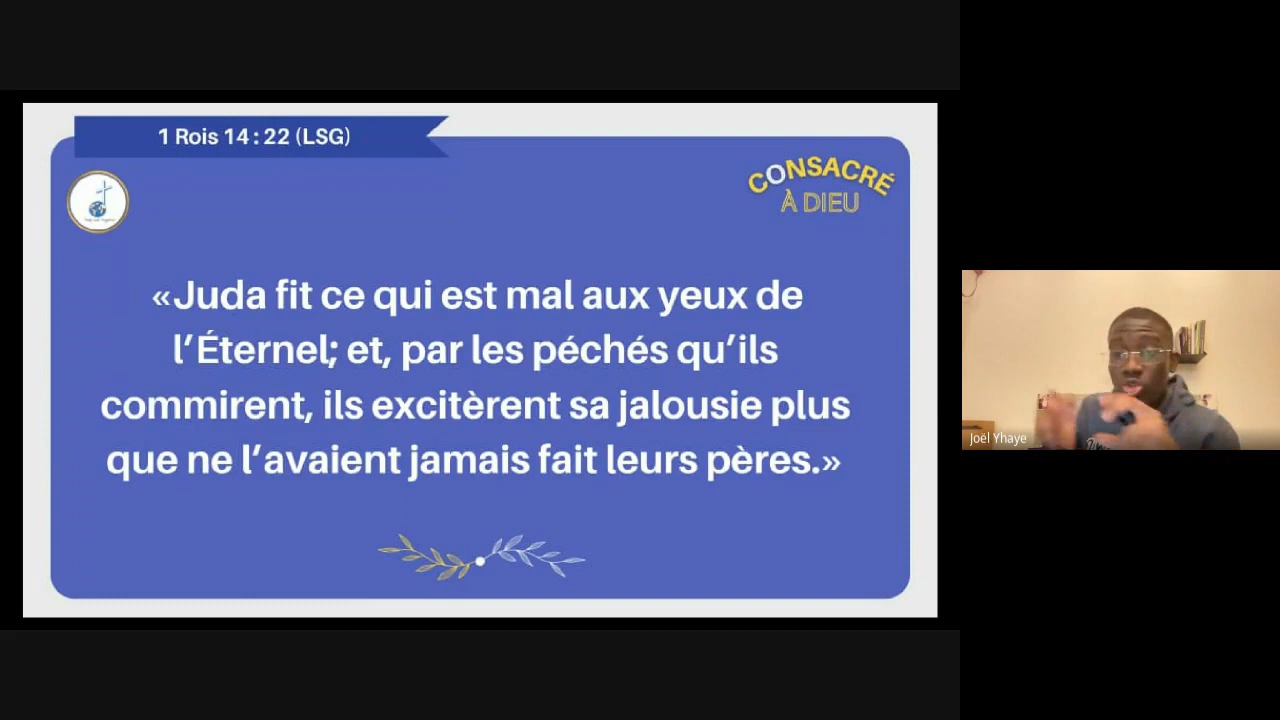 1 Rois 14 : 22 (LSG)
CONSACRÉ
À DIEU
«Juda fit ce qui est mal aux yeux de
l’Éternel; et, par les péchés qu’ils
commirent, ils excitèrent sa jalousie plus
que ne l’avaient jamais fait leurs pères.»
Joël Yhaye